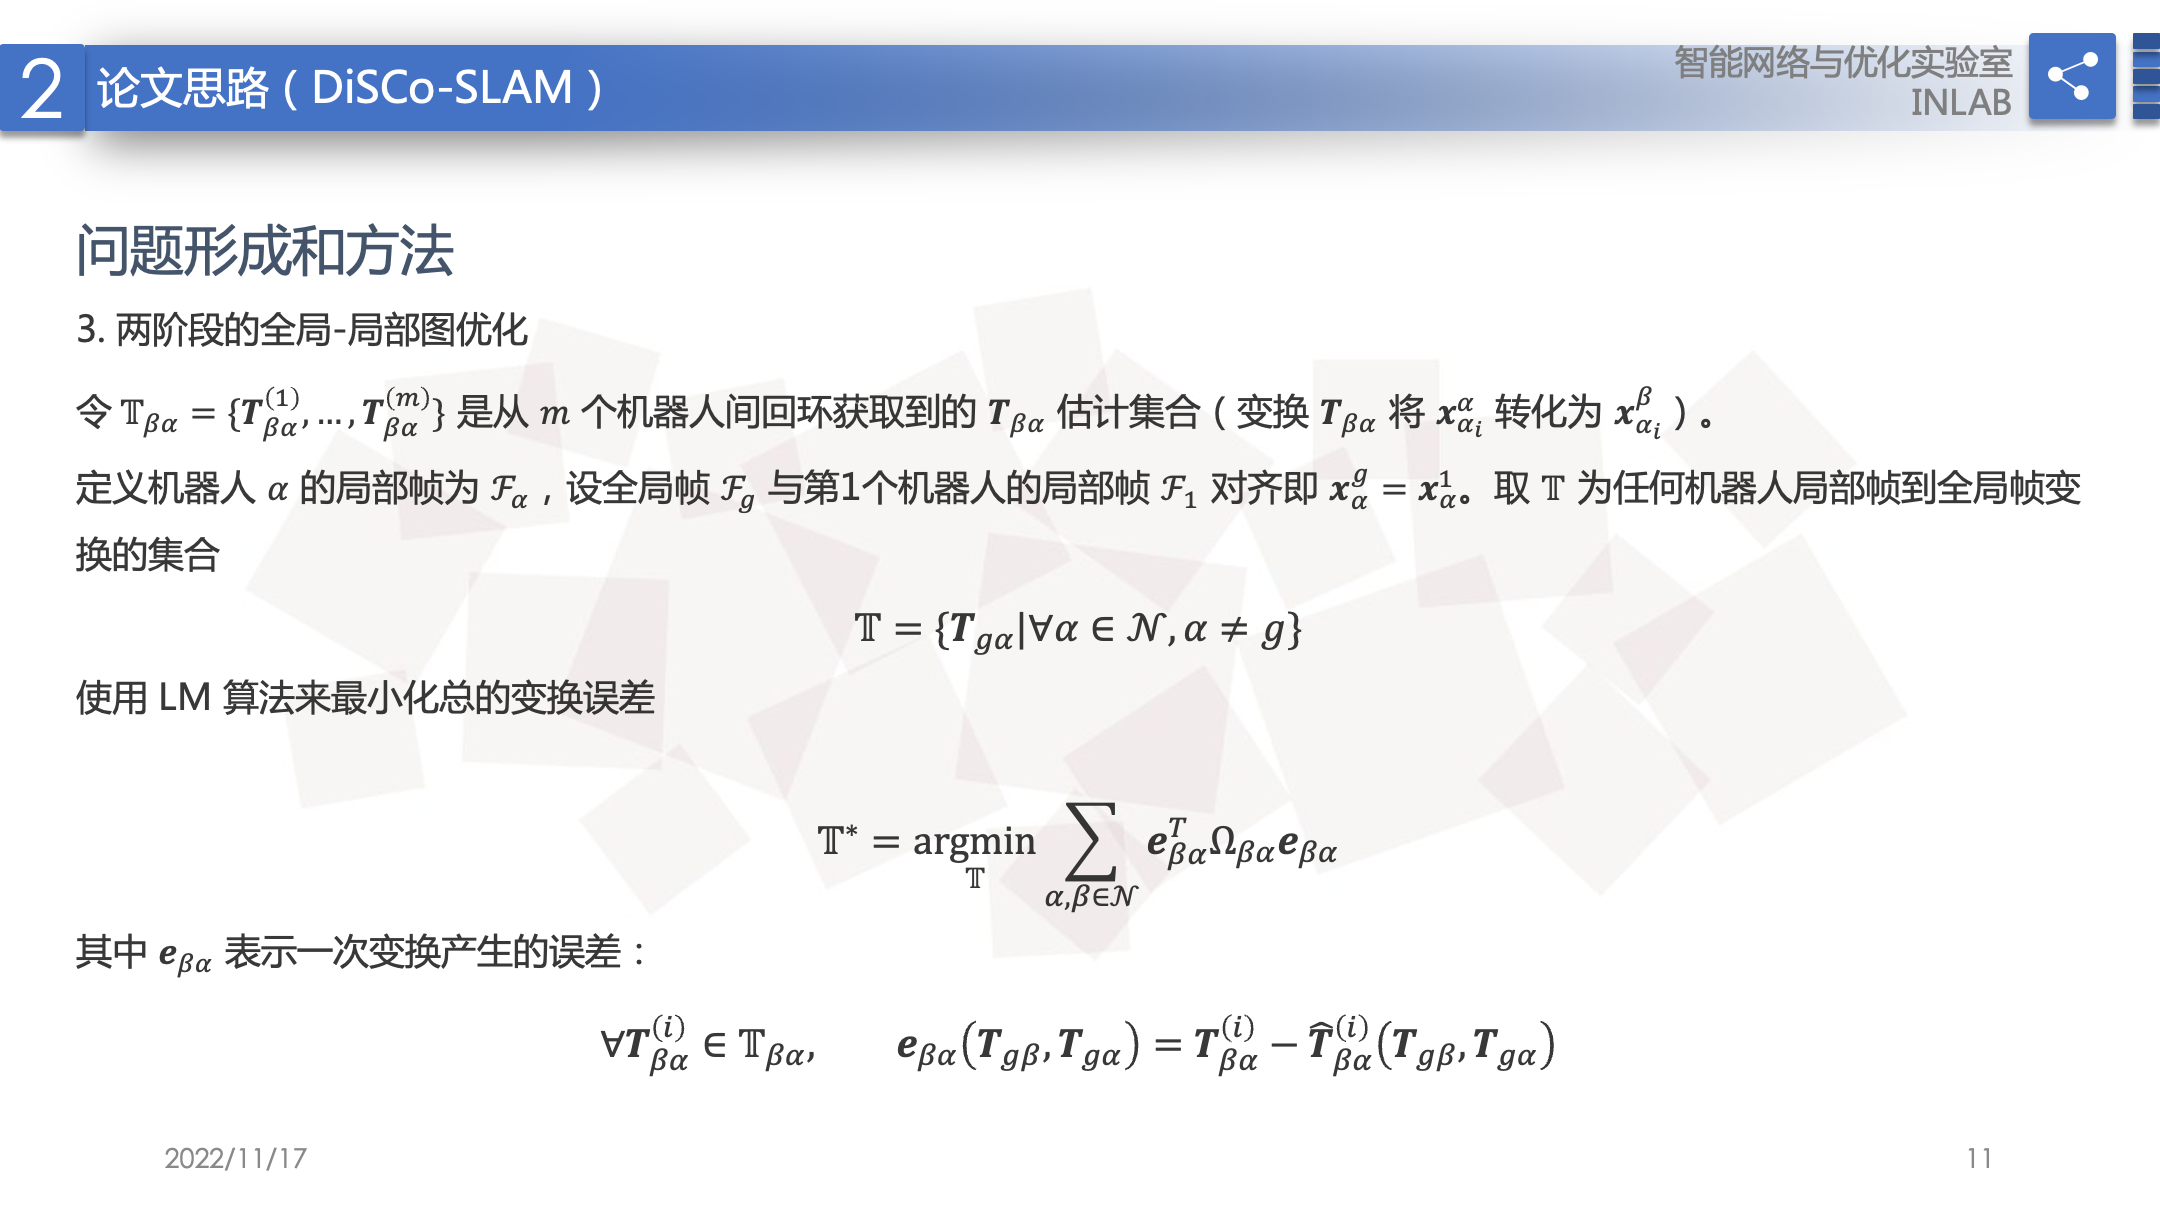 2 论文思路（DiSCo-SLAM）
智能网络与优化实验室
INLAB
问题形成和方法
3. 两阶段的全局-局部图优化
令 $\mathbb{T}_{\beta\alpha} = \{\boldsymbol{T}_{\beta\alpha}^{(1)}, \ldots, \boldsymbol{T}_{\beta\alpha}^{(m)}\}$ 是从 $m$ 个机器人间回环获取到的 $\boldsymbol{T}_{\beta\alpha}$ 估计集合（变换 $\boldsymbol{T}_{\beta\alpha}$ 将 $\boldsymbol{x}_{\alpha_i}^{\alpha}$ 转化为 $\boldsymbol{x}_{\alpha_i}^{\beta}$）。
定义机器人 $\alpha$ 的局部帧为 $\mathcal{F}_{\alpha}$，设全局帧 $\mathcal{F}_g$ 与第1个机器人的局部帧 $\mathcal{F}_1$ 对齐即 $\boldsymbol{x}_{\alpha}^{g} = \boldsymbol{x}_{\alpha}^{1}$。取 $\mathbb{T}$ 为任何机器人局部帧到全局帧变
换的集合
$\mathbb{T} = \{\boldsymbol{T}_{g\alpha} | \forall \alpha \in \mathcal{N}, \alpha \neq g\}$
使用 LM 算法来最小化总的变换误差
$\mathbb{T}^* = \underset{\mathbb{T}}{\operatorname{argmin}} \sum_{\alpha,\beta \in \mathcal{N}} \boldsymbol{e}_{\beta\alpha}^{T} \Omega_{\beta\alpha} \boldsymbol{e}_{\beta\alpha}$
其中 $\boldsymbol{e}_{\beta\alpha}$ 表示一次变换产生的误差：
$\forall \boldsymbol{T}_{\beta\alpha}^{(i)} \in \mathbb{T}_{\beta\alpha}, \quad \boldsymbol{e}_{\beta\alpha}(\boldsymbol{T}_{g\beta}, \boldsymbol{T}_{g\alpha}) = \boldsymbol{T}_{\beta\alpha}^{(i)} - \widehat{\boldsymbol{T}}_{\beta\alpha}^{(i)}(\boldsymbol{T}_{g\beta}, \boldsymbol{T}_{g\alpha})$
2022/11/17
11